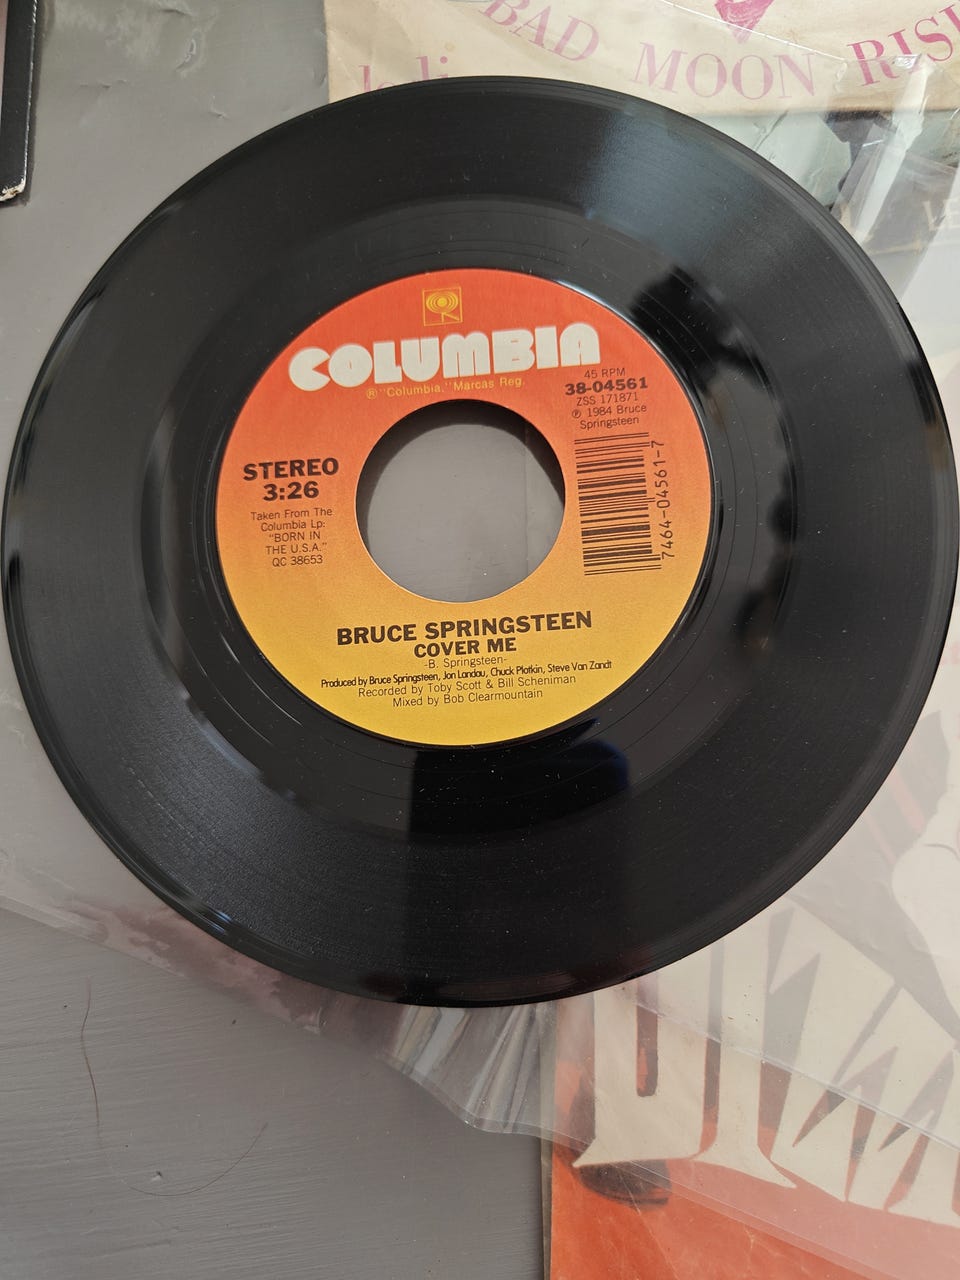 BAD MOON RISI
COLUMBIA
® "Columbia," Marcas Reg.
45 RPM
38-04561
ZSS 171871
℗ 1984 Bruce
Springsteen
7464-04561-7
STEREO
3:26
Taken From The
Columbia Lp:
"BORN IN
THE U.S.A."
QC 38653
BRUCE SPRINGSTEEN
COVER ME
-B. Springsteen-
Produced by Bruce Springsteen, Jon Landau, Chuck Plotkin, Steve Van Zandt
Recorded by Toby Scott & Bill Scheniman
Mixed by Bob Clearmountain